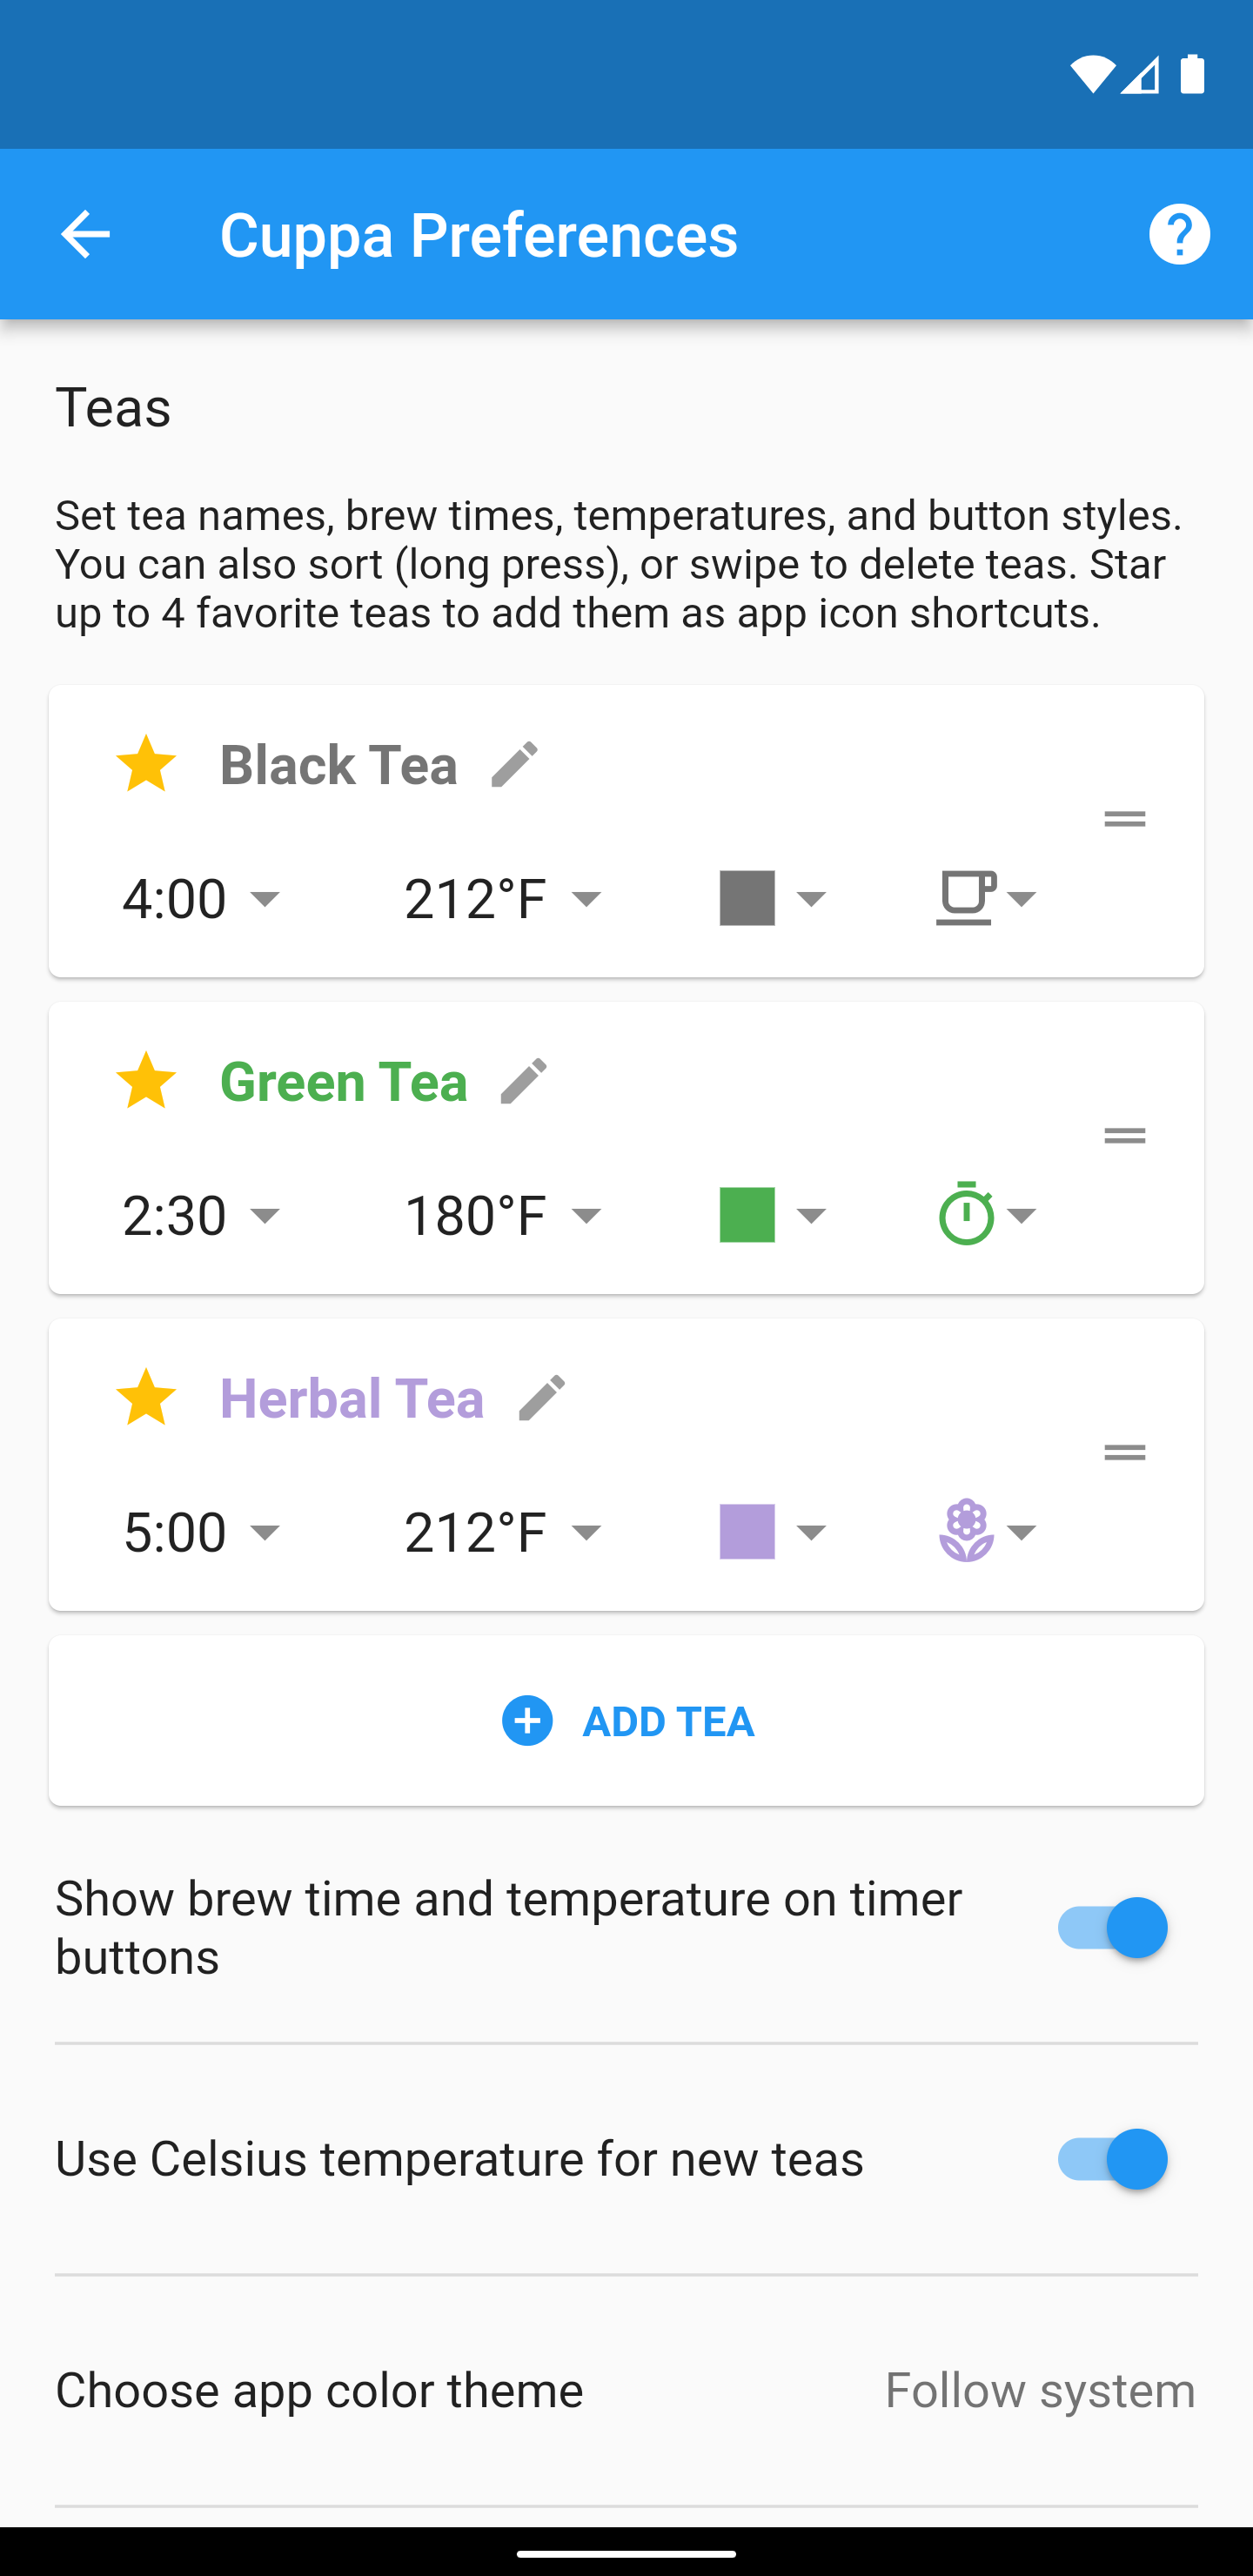 Cuppa Preferences
Teas
Set tea names, brew times, temperatures, and button styles.
You can also sort (long press), or swipe to delete teas. Star
up to 4 favorite teas to add them as app icon shortcuts.
Black Tea
4:00 212°F
Green Tea
2:30 180°F
Herbal Tea
5:00 212°F
ADD TEA
Show brew time and temperature on timer
buttons
Use Celsius temperature for new teas
Choose app color theme Follow system